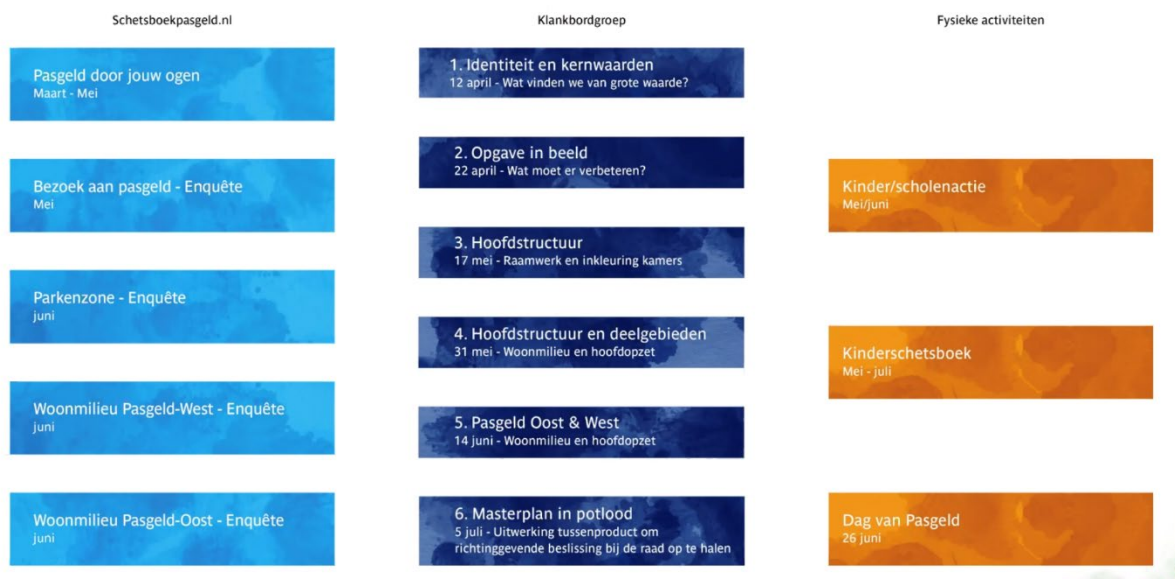 Schetsboekpasgeld.nl
Pasgeld door jouw ogen
Maart - Mei
Bezoek aan pasgeld - Enquête
Mei
Parkenzone - Enquête
juni
Woonmilieu Pasgeld-West - Enquête
juni
Woonmilieu Pasgeld-Oost - Enquête
juni
Klankbordgroep
1. Identiteit en kernwaarden
12 april - Wat vinden we van grote waarde?
2. Opgave in beeld
22 april - Wat moet er verbeteren?
3. Hoofdstructuur
17 mei - Raamwerk en inkleuring kamers
4. Hoofdstructuur en deelgebieden
31 mei - Woonmilieu en hoofdopzet
5. Pasgeld Oost & West
14 juni - Woonmilieu en hoofdopzet
6. Masterplan in potlood
5 juli - Uitwerking tussenproduct om
richtinggevende beslissing bij de raad op te halen
Fysieke activiteiten
Kinder/scholenactie
Mei/juni
Kinderschetsboek
Mei - juli
Dag van Pasgeld
26 juni